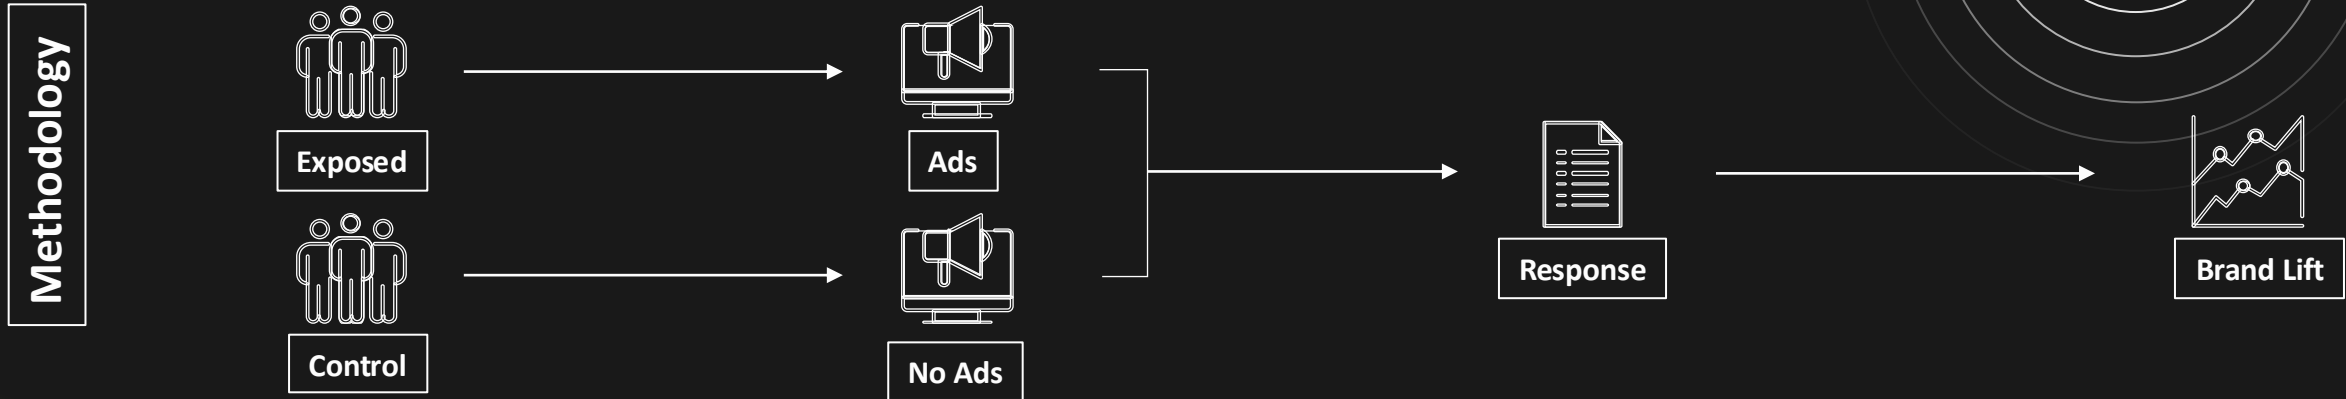 Methodology
Exposed
Ads
Control
No Ads
Response
Brand Lift